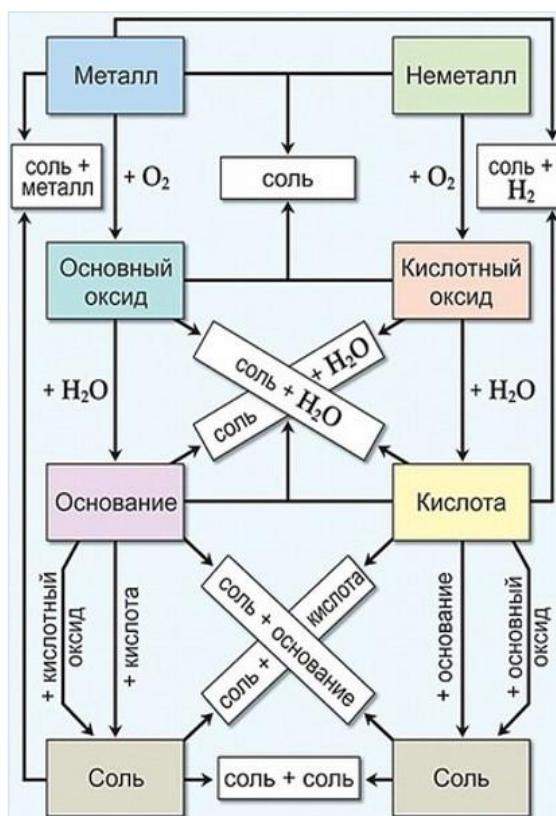 Металл
Неметалл
соль +
металл
+ O₂
соль
+ O₂
соль +
H₂
Основный
оксид
Кислотный
оксид
+ H₂O
соль + H₂O
соль + H₂O
+ H₂O
Основание
Кислота
+ кислотный
оксид
+ кислота
соль + основание
соль + кислота
+ основание
+ основный
оксид
Соль
соль + соль
Соль